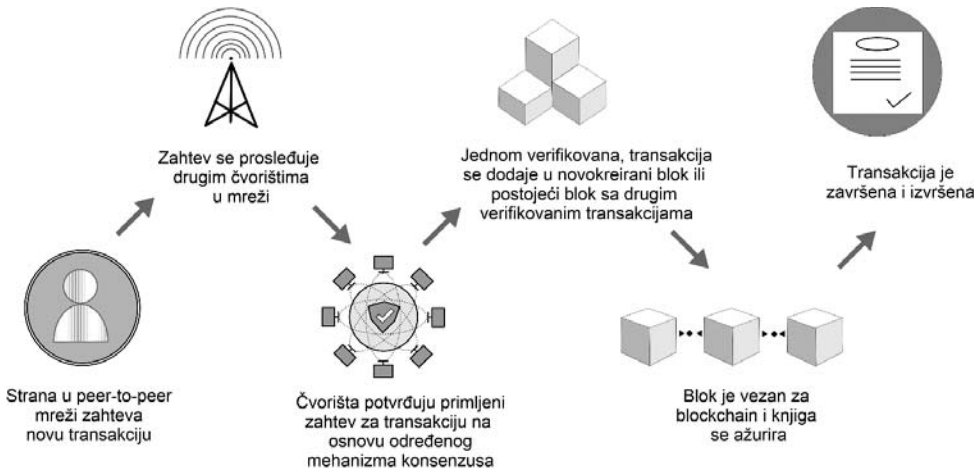 Strana u peer-to-peer
mreži zahteva
novu transakciju
Zahtev se prosleđuje
drugim čvorištima
u mreži
Čvorišta potvrđuju primljeni
zahtev za transakciju na
osnovu određenog
mehanizma konsenzusa
Jednom verifikovana, transakcija
se dodaje u novokreirani blok ili
postojeći blok sa drugim
verifikovanim transakcijama
Blok je vezan za
blockchain i knjiga
se ažurira
Transakcija je
završena i izvršena